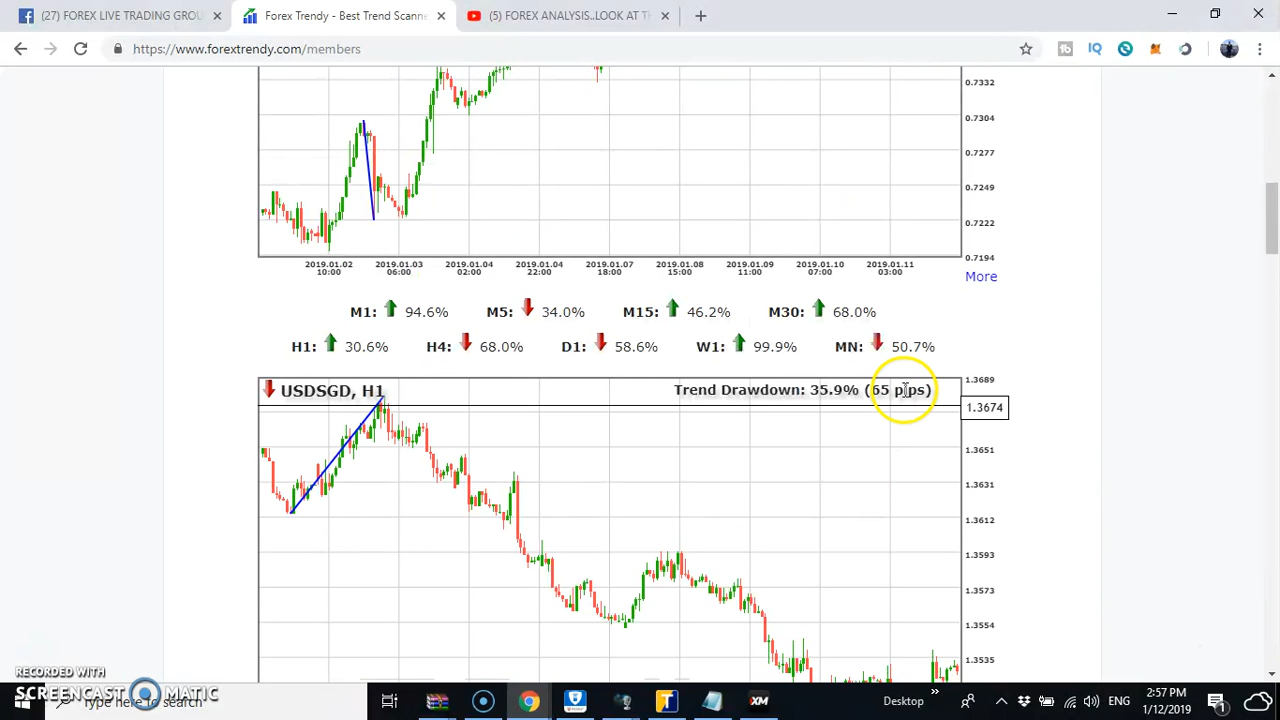 (27) FOREX LIVE TRADING GROU
Forex Trendy - Best Trend Scanne
(5) FOREX ANALYSIS..LOOK AT TH
https://www.forextrendy.com/members
0.7332
0.7304
0.7277
0.7249
0.7222
0.7194
2019.01.02 10:00
2019.01.03 06:00
2019.01.04 02:00
2019.01.04 22:00
2019.01.07 18:00
2019.01.08 15:00
2019.01.09 11:00
2019.01.10 07:00
2019.01.11 03:00
More
M1: 94.6% M5: 34.0% M15: 46.2% M30: 68.0%
H1: 30.6% H4: 68.0% D1: 58.6% W1: 99.9% MN: 50.7%
USDSGD, H1 Trend Drawdown: 35.9% (65 pips)
1.3689
1.3674
1.3651
1.3631
1.3612
1.3593
1.3573
1.3554
1.3535
RECORDED WITH
SCREENCAST MATIC
Type here to search
Desktop
ENG
2:57 PM
1/12/2019